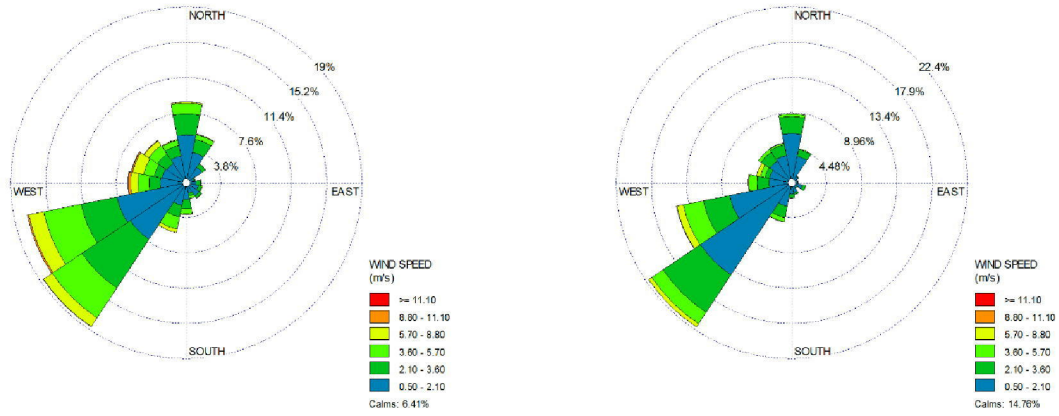 NORTH
19%
15.2%
11.4%
7.6%
3.8%
WEST
EAST
SOUTH
WIND SPEED
(m/s)
>= 11.10
8.80 - 11.10
5.70 - 8.80
3.60 - 5.70
2.10 - 3.60
0.50 - 2.10
Calms: 6.41%
NORTH
22.4%
17.9%
13.4%
8.96%
4.48%
WEST
EAST
SOUTH
WIND SPEED
(m/s)
>= 11.10
8.80 - 11.10
5.70 - 8.80
3.60 - 5.70
2.10 - 3.60
0.50 - 2.10
Calms: 14.76%